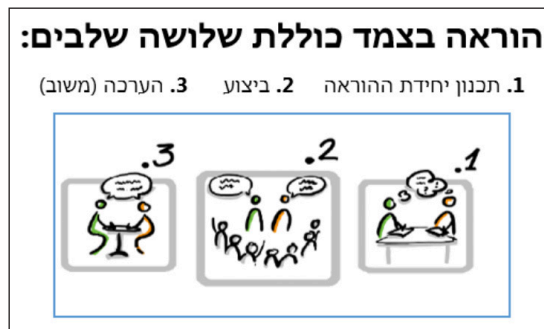 הוראה בצמד כוללת שלושה שלבים:
1. תכנון יחידת ההוראה 2. ביצוע 3. הערכה (משוב)
1. 2. 3.